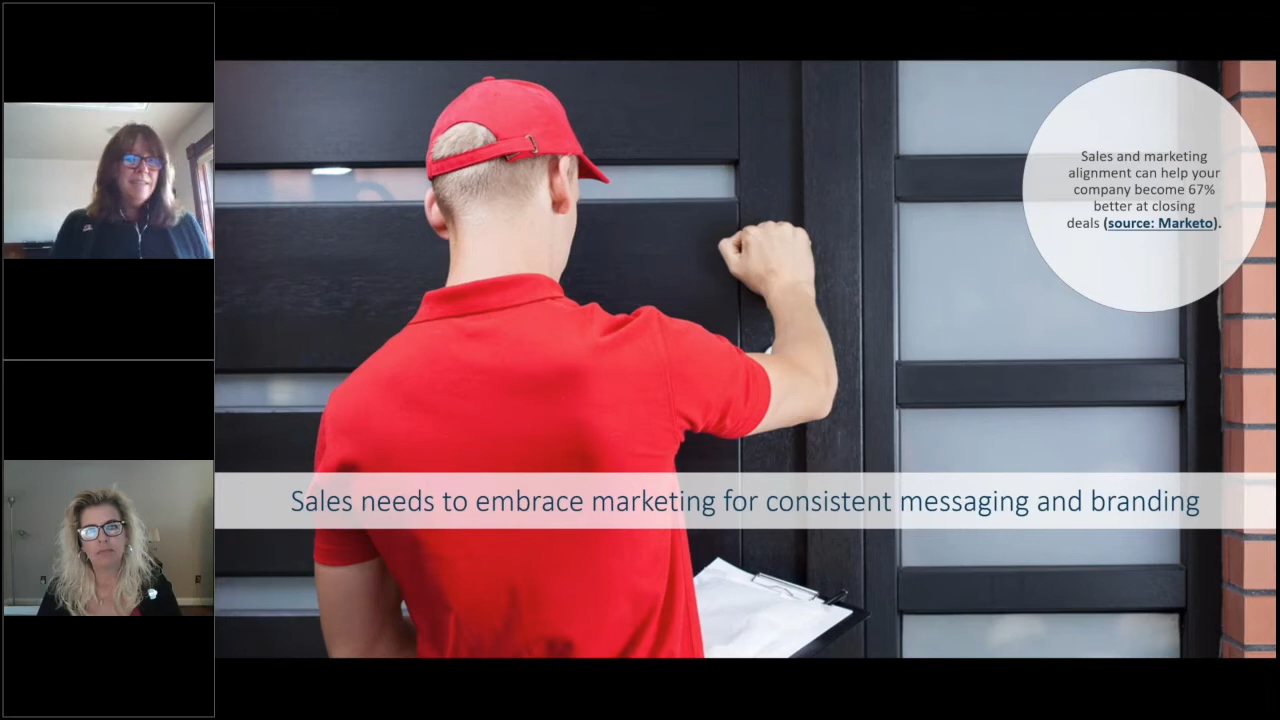 Sales and marketing
alignment can help your
company become 67%
better at closing
deals (source: Marketo).
Sales needs to embrace marketing for consistent messaging and branding